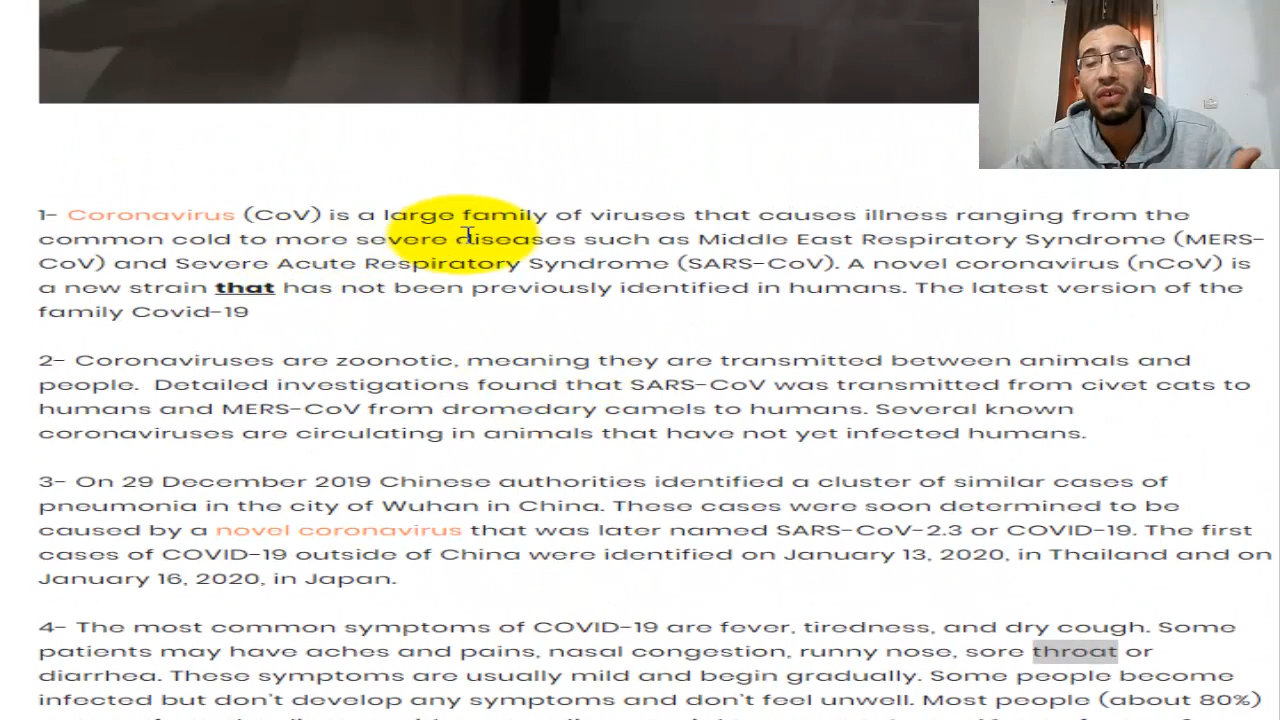 1- Coronavirus (CoV) is a large family of viruses that causes illness ranging from the
common cold to more severe diseases such as Middle East Respiratory Syndrome (MERS-
CoV) and Severe Acute Respiratory Syndrome (SARS-CoV). A novel coronavirus (nCoV) is
a new strain that has not been previously identified in humans. The latest version of the
family Covid-19
2- Coronaviruses are zoonotic, meaning they are transmitted between animals and
people. Detailed investigations found that SARS-CoV was transmitted from civet cats to
humans and MERS-CoV from dromedary camels to humans. Several known
coronaviruses are circulating in animals that have not yet infected humans.
3- On 29 December 2019 Chinese authorities identified a cluster of similar cases of
pneumonia in the city of Wuhan in China. These cases were soon determined to be
caused by a novel coronavirus that was later named SARS-CoV-2.3 or COVID-19. The first
cases of COVID-19 outside of China were identified on January 13, 2020, in Thailand and on
January 16, 2020, in Japan.
4- The most common symptoms of COVID-19 are fever, tiredness, and dry cough. Some
patients may have aches and pains, nasal congestion, runny nose, sore throat or
diarrhea. These symptoms are usually mild and begin gradually. Some people become
infected but don't develop any symptoms and don't feel unwell. Most people (about 80%)